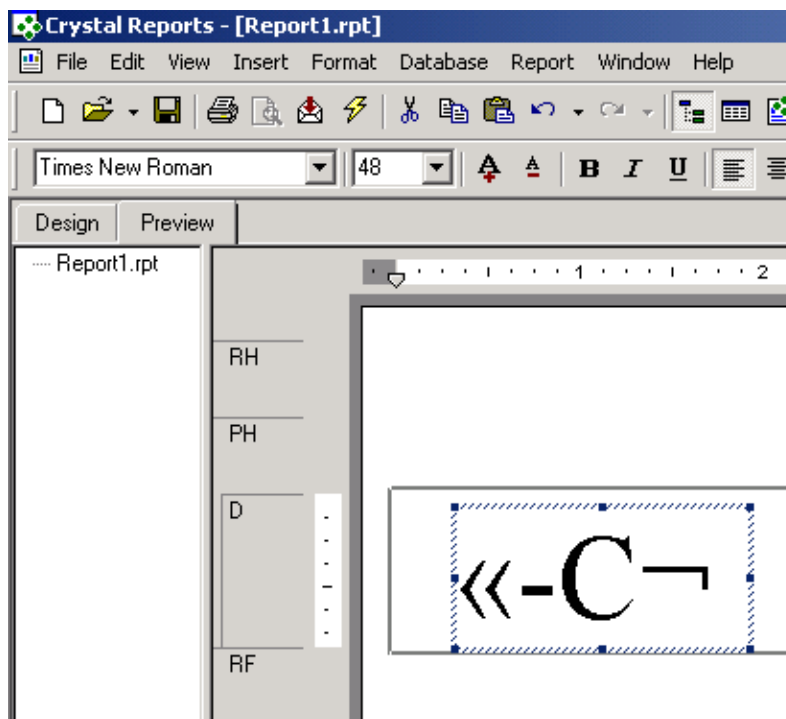 Crystal Reports - [Report1.rpt]
File Edit View Insert Format Database Report Window Help
Times New Roman 48 A A B I U
Design Preview
Report1.rpt
1 2
RH
PH
D
«-C¬
RF